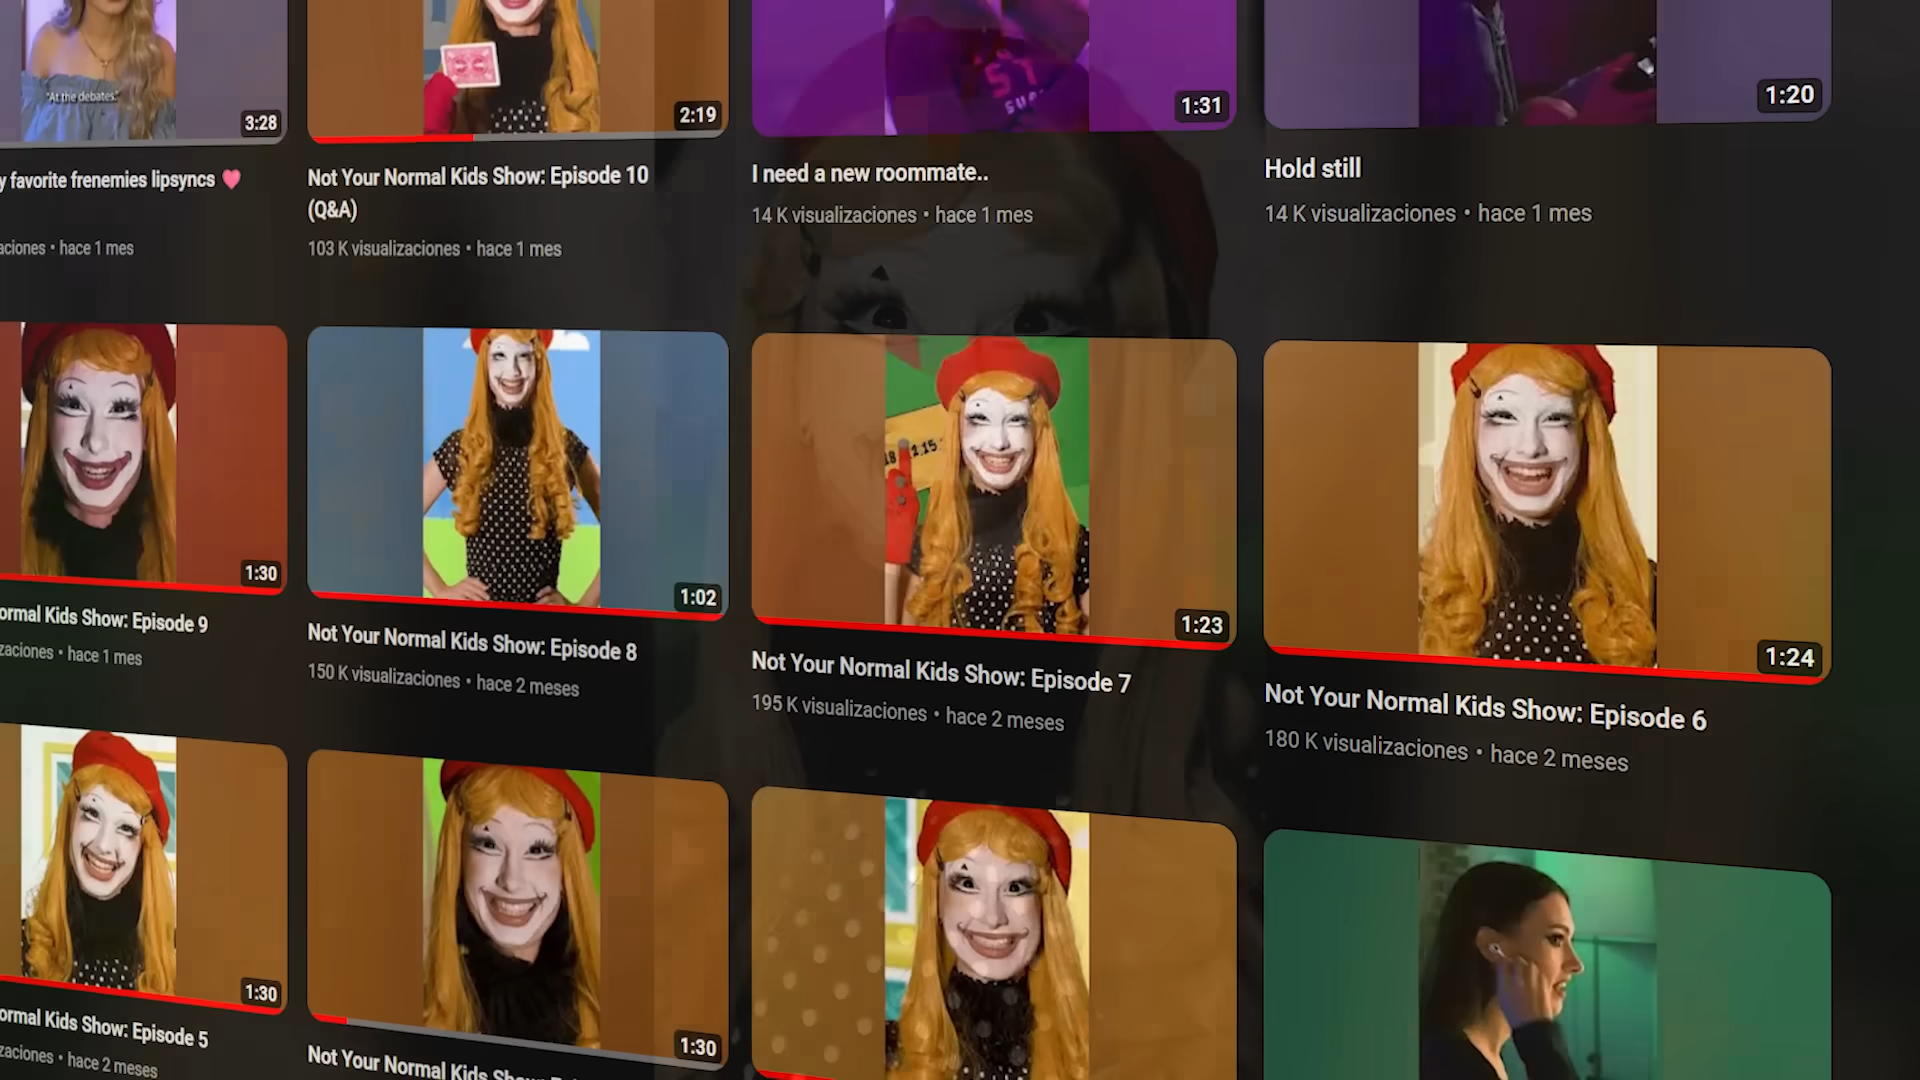 "At the debates."
3:28
2:19
1:31
1:20
y favorite frenemies lipsyncs
aciones • hace 1 mes
Not Your Normal Kids Show: Episode 10
(Q&A)
103 K visualizaciones • hace 1 mes
I need a new roommate..
14 K visualizaciones • hace 1 mes
Hold still
14 K visualizaciones • hace 1 mes
1:30
1:02
1:23
1:24
ormal Kids Show: Episode 9
zaciones • hace 1 mes
Not Your Normal Kids Show: Episode 8
150 K visualizaciones • hace 2 meses
Not Your Normal Kids Show: Episode 7
195 K visualizaciones • hace 2 meses
Not Your Normal Kids Show: Episode 6
180 K visualizaciones • hace 2 meses
1:30
1:30
ormal Kids Show: Episode 5
zaciones • hace 2 meses
Not Your Normal Kids Show: